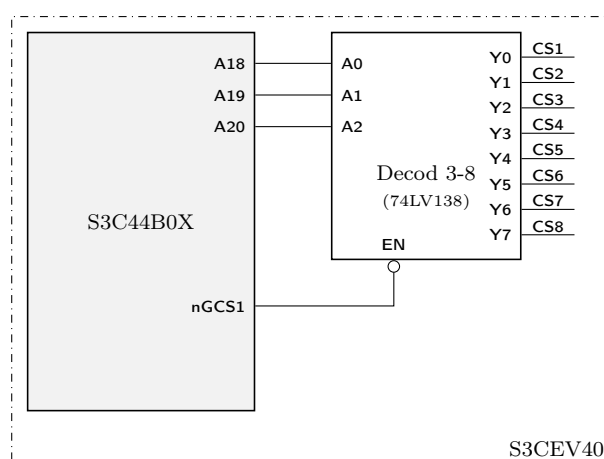 A18 A0 Y0 CS1
A19 A1 Y1 CS2
A20 A2 Y2 CS3
Y3 CS4
Y4 CS5
Decod 3-8
(74LV138)
Y5 CS6
Y6 CS7
Y7 CS8
S3C44B0X
EN
nGCS1
S3CEV40